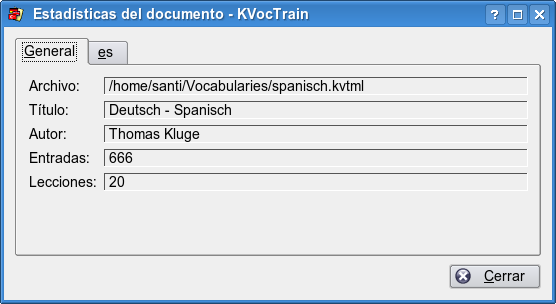 Estadísticas del documento - KVocTrain
General es
Archivo: /home/santi/Vocabularies/spanisch.kvtml
Título: Deutsch - Spanisch
Autor: Thomas Kluge
Entradas: 666
Lecciones: 20
Cerrar